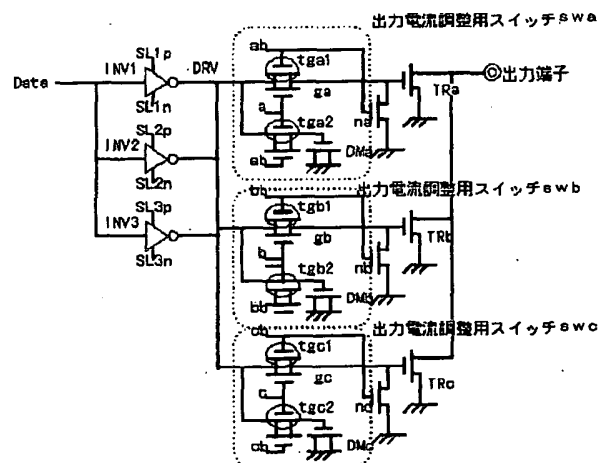 出力電流調整用スイッチswa
SL1p
ab
tga1
Data
INV1
DRV
◎出力端子
ga
TRa
SL1n
a
na
SL2p
tga2
INV2
DMa
ab
SL2n
bb
出力電流調整用スイッチswb
SL3p
tgb1
INV3
gb
TRb
SL3n
b
nb
tgb2
DMb
bb
cb
出力電流調整用スイッチswc
tgc1
gc
TRc
c
nc
tgc2
DMc
cb